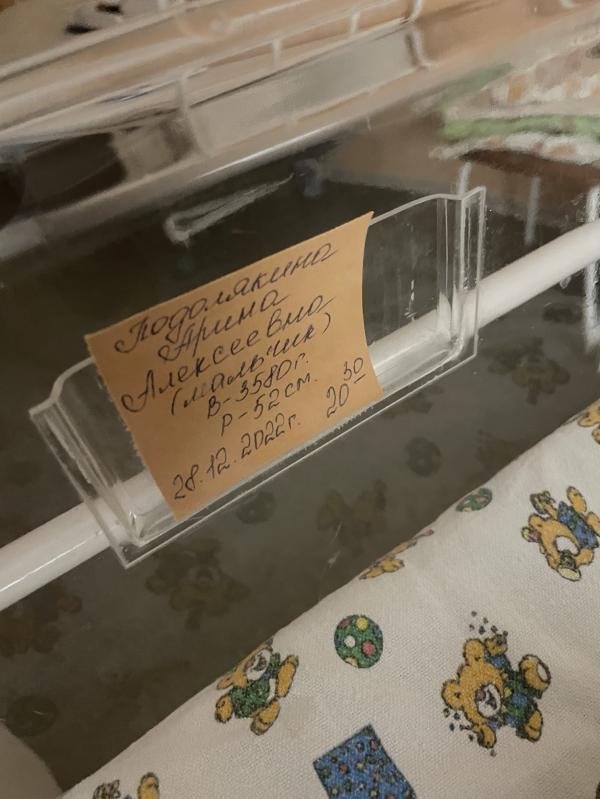 Подолякина
Арина
Алексеевна
(мальчик)
В-3580г.
Р-52см.
28.12.2022г. 20 30